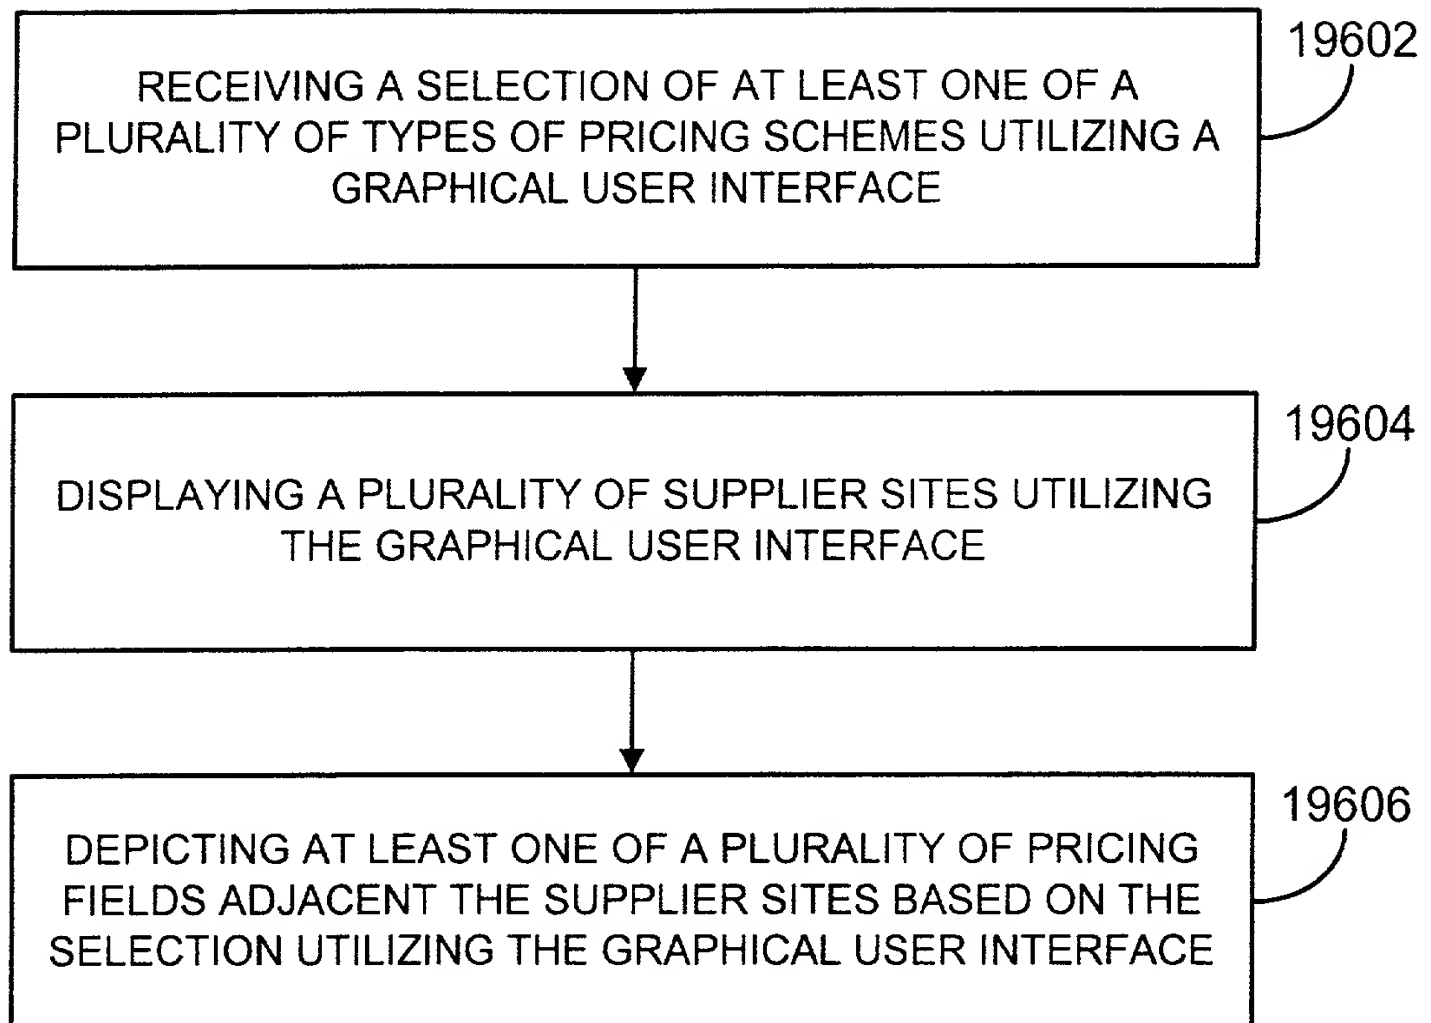 19602
RECEIVING A SELECTION OF AT LEAST ONE OF A
PLURALITY OF TYPES OF PRICING SCHEMES UTILIZING A
GRAPHICAL USER INTERFACE
19604
DISPLAYING A PLURALITY OF SUPPLIER SITES UTILIZING
THE GRAPHICAL USER INTERFACE
19606
DEPICTING AT LEAST ONE OF A PLURALITY OF PRICING
FIELDS ADJACENT THE SUPPLIER SITES BASED ON THE
SELECTION UTILIZING THE GRAPHICAL USER INTERFACE